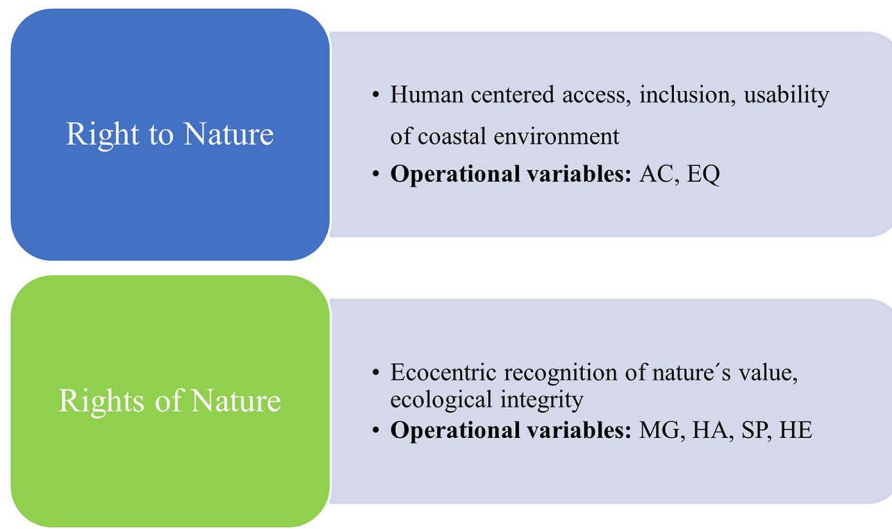 Right to Nature
• Human centered access, inclusion, usability
of coastal environment
• Operational variables: AC, EQ
Rights of Nature
• Ecocentric recognition of nature´s value,
ecological integrity
• Operational variables: MG, HA, SP, HE